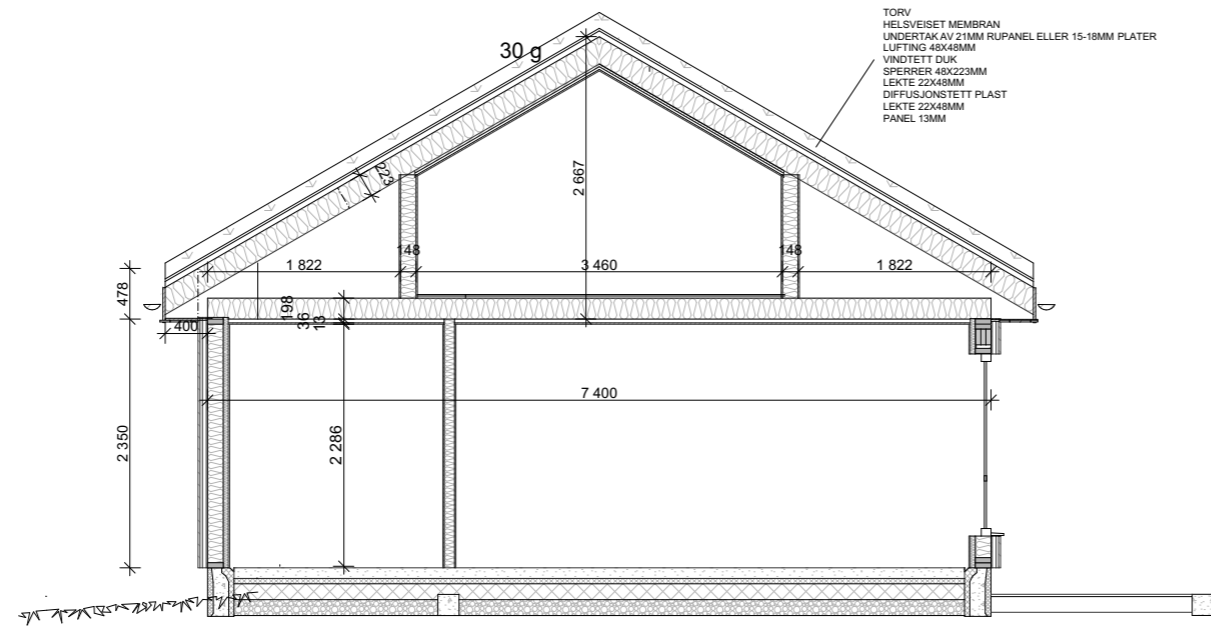 TORV
HELSVEISET MEMBRAN
UNDERTAK AV 21MM RUPANEL ELLER 15-18MM PLATER
LUFTING 48X48MM
VINDTETT DUK
SPERRER 48X223MM
LEKTE 22X48MM
DIFFUSJONSTETT PLAST
LEKTE 22X48MM
PANEL 13MM
30 g
223
2 667
148
148
1 822
3 460
1 822
478
198
36
13
400
7 400
2 350
2 286